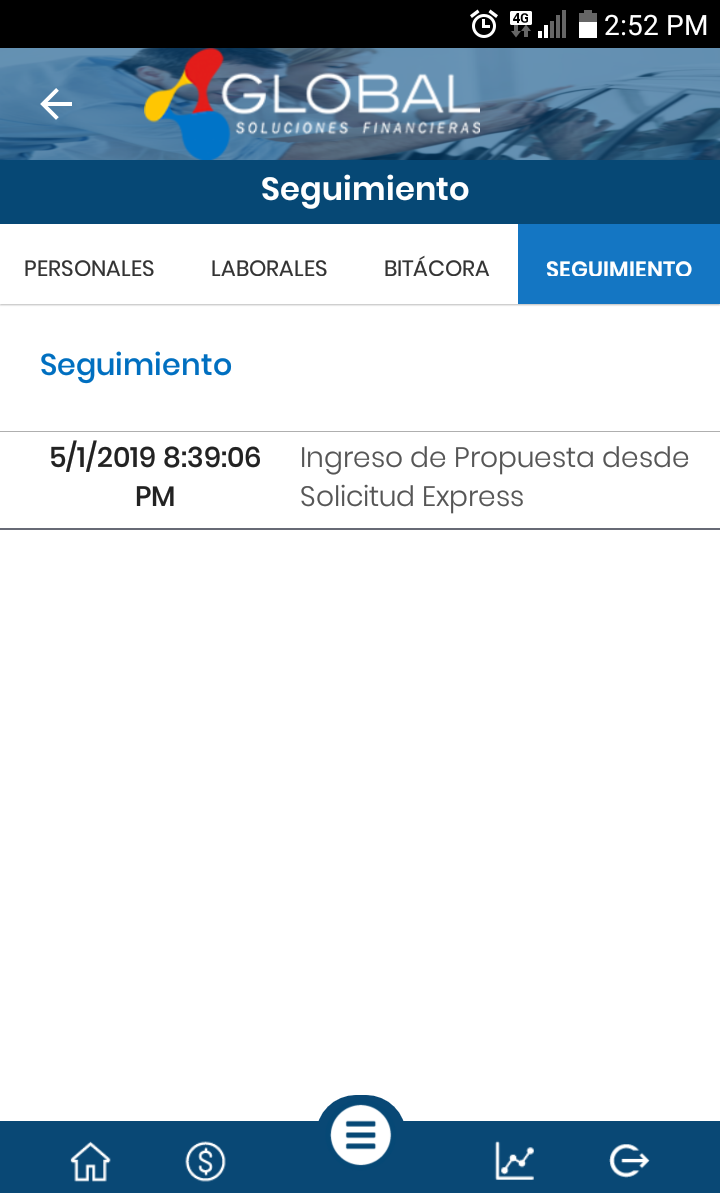 4G 2:52 PM
GLOBAL
SOLUCIONES FINANCIERAS
Seguimiento
PERSONALES LABORALES BITÁCORA SEGUIMIENTO
Seguimiento
5/1/2019 8:39:06 Ingreso de Propuesta desde
PM Solicitud Express